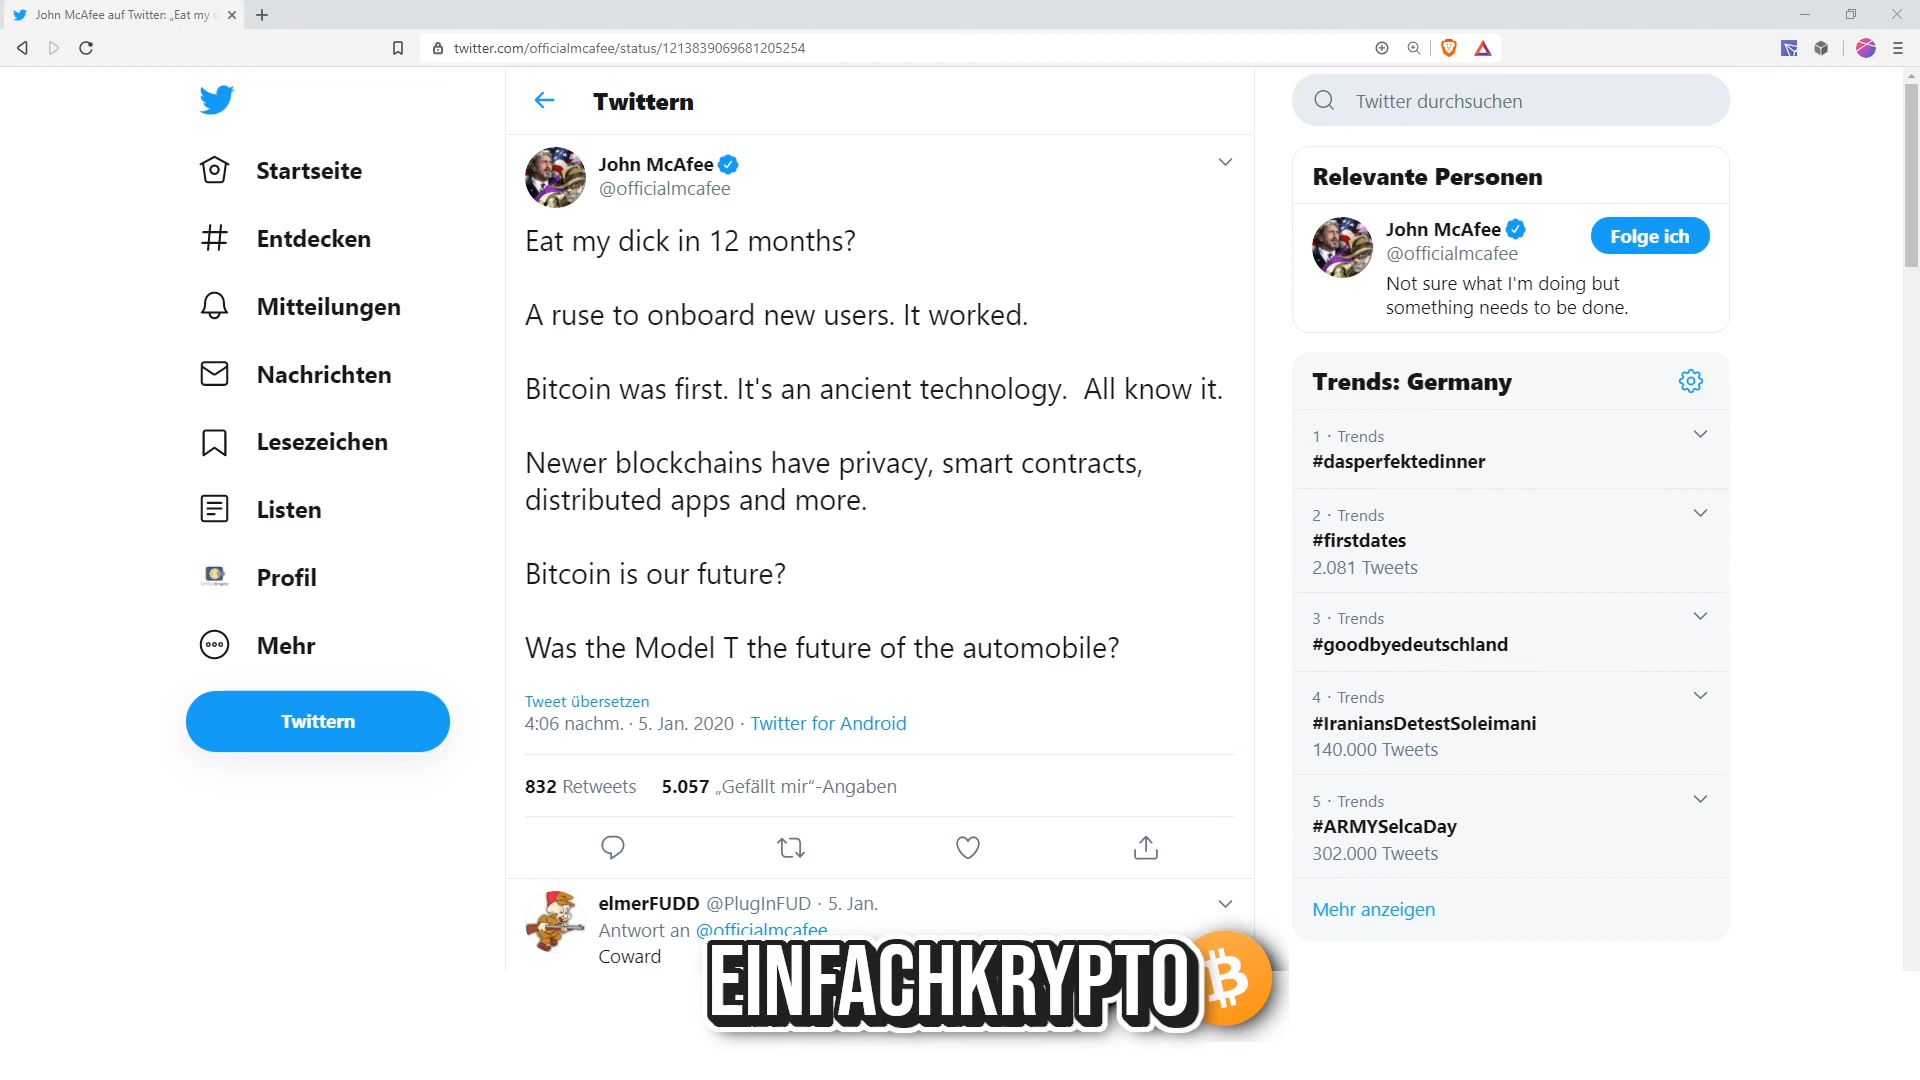 John McAfee auf Twitter: „Eat my d
twitter.com/officialmcafee/status/1213839069681205254
Startseite
Entdecken
Mitteilungen
Nachrichten
Lesezeichen
Listen
Profil
Mehr
Twittern
Twittern
John McAfee
@officialmcafee
Eat my dick in 12 months?
A ruse to onboard new users. It worked.
Bitcoin was first. It's an ancient technology.  All know it.
Newer blockchains have privacy, smart contracts,
distributed apps and more.
Bitcoin is our future?
Was the Model T the future of the automobile?
Tweet übersetzen
4:06 nachm. · 5. Jan. 2020 · Twitter for Android
832 Retweets 5.057 „Gefällt mir“-Angaben
elmerFUDD @PlugInFUD · 5. Jan.
Antwort an @officialmcafee
Coward
Twitter durchsuchen
Relevante Personen
John McAfee
@officialmcafee
Folge ich
Not sure what I'm doing but
something needs to be done.
Trends: Germany
1 · Trends
#dasperfektedinner
2 · Trends
#firstdates
2.081 Tweets
3 · Trends
#goodbyedeutschland
4 · Trends
#IraniansDetestSoleimani
140.000 Tweets
5 · Trends
#ARMYSelcaDay
302.000 Tweets
Mehr anzeigen
EINFACHKRYPTO